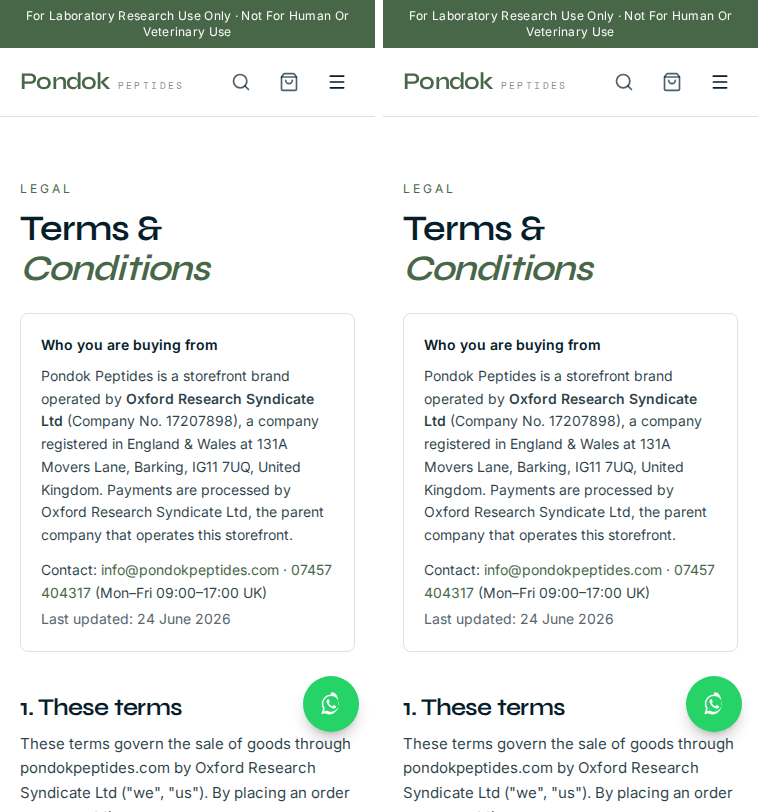 For Laboratory Research Use Only · Not For Human Or
Veterinary Use
Pondok PEPTIDES
LEGAL
Terms &
Conditions
Who you are buying from
Pondok Peptides is a storefront brand
operated by Oxford Research Syndicate
Ltd (Company No. 17207898), a company
registered in England & Wales at 131A
Movers Lane, Barking, IG11 7UQ, United
Kingdom. Payments are processed by
Oxford Research Syndicate Ltd, the parent
company that operates this storefront.
Contact: info@pondokpeptides.com · 07457
404317 (Mon–Fri 09:00–17:00 UK)
Last updated: 24 June 2026
1. These terms
These terms govern the sale of goods through
pondokpeptides.com by Oxford Research
Syndicate Ltd ("we", "us"). By placing an order
For Laboratory Research Use Only · Not For Human Or
Veterinary Use
Pondok PEPTIDES
LEGAL
Terms &
Conditions
Who you are buying from
Pondok Peptides is a storefront brand
operated by Oxford Research Syndicate
Ltd (Company No. 17207898), a company
registered in England & Wales at 131A
Movers Lane, Barking, IG11 7UQ, United
Kingdom. Payments are processed by
Oxford Research Syndicate Ltd, the parent
company that operates this storefront.
Contact: info@pondokpeptides.com · 07457
404317 (Mon–Fri 09:00–17:00 UK)
Last updated: 24 June 2026
1. These terms
These terms govern the sale of goods through
pondokpeptides.com by Oxford Research
Syndicate Ltd ("we", "us"). By placing an order